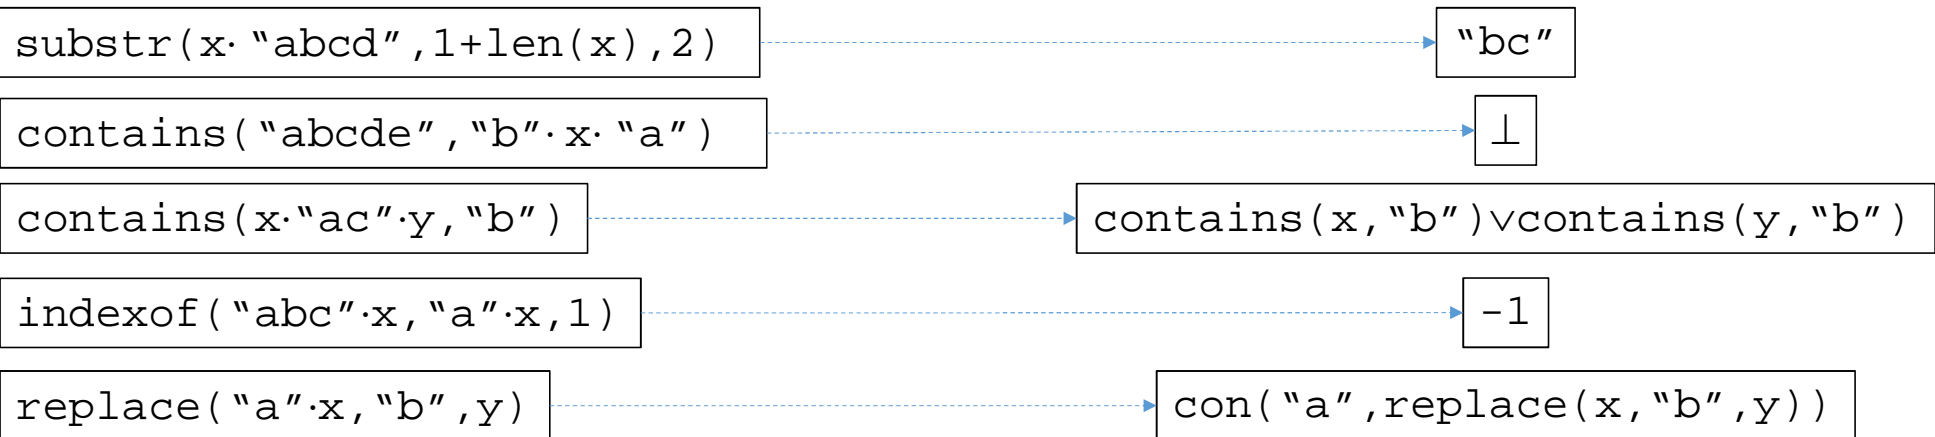 substr(x· “abcd”,1+len(x),2) “bc”
contains(“abcde”,“b”·x· “a”) ⊥
contains(x·“ac”·y,“b”) contains(x,“b”)∨contains(y,“b”)
indexof(“abc”·x,“a”·x,1) -1
replace(“a”·x,“b”,y) con(“a”,replace(x,“b”,y))